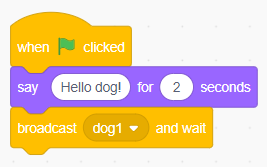 when clicked
say Hello dog! for 2 seconds
broadcast dog1 and wait